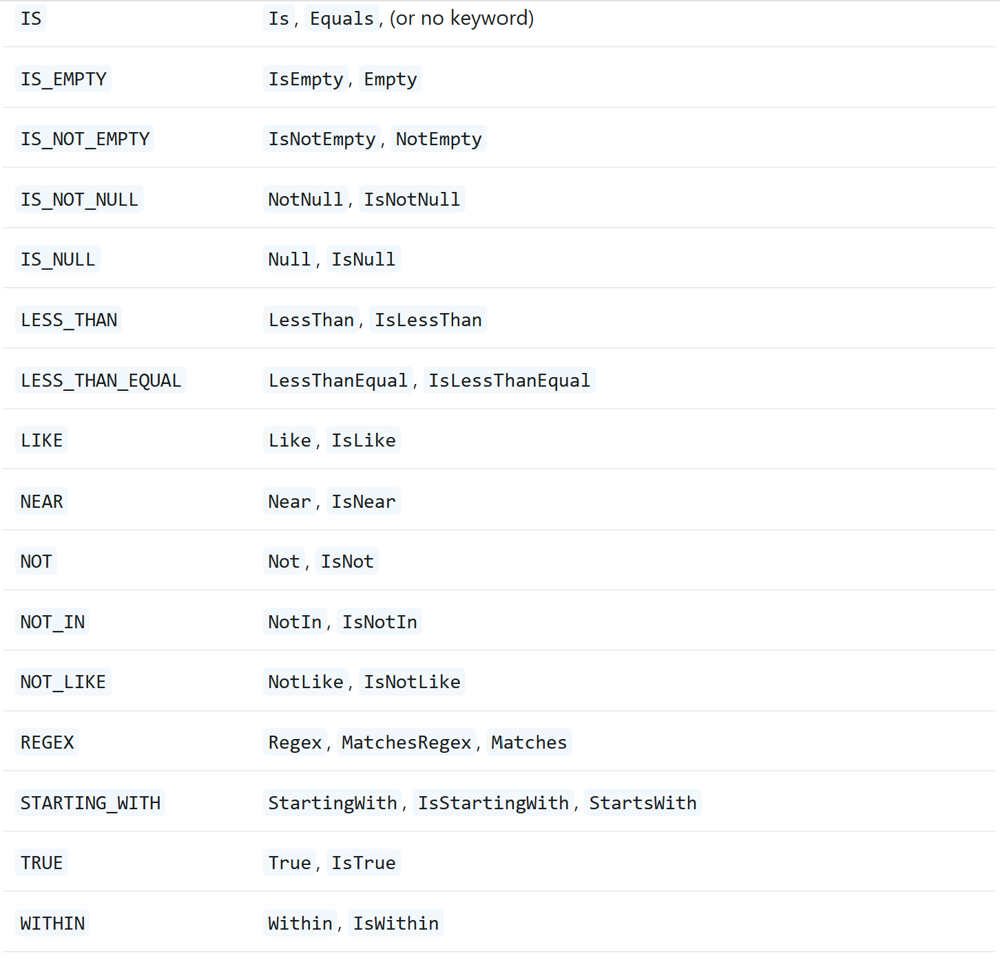 IS Is, Equals, (or no keyword)
IS_EMPTY IsEmpty, Empty
IS_NOT_EMPTY IsNotEmpty, NotEmpty
IS_NOT_NULL NotNull, IsNotNull
IS_NULL Null, IsNull
LESS_THAN LessThan, IsLessThan
LESS_THAN_EQUAL LessThanEqual, IsLessThanEqual
LIKE Like, IsLike
NEAR Near, IsNear
NOT Not, IsNot
NOT_IN NotIn, IsNotIn
NOT_LIKE NotLike, IsNotLike
REGEX Regex, MatchesRegex, Matches
STARTING_WITH StartingWith, IsStartingWith, StartsWith
TRUE True, IsTrue
WITHIN Within, IsWithin